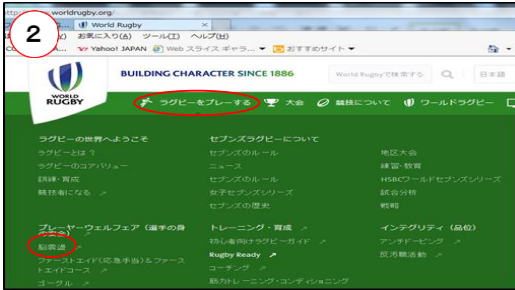 http://www.worldrugby.org/
2
World Rugby ×
お気に入り(A) ツール(T) ヘルプ(H)
Yahoo! JAPAN Web スライス ギャラ... おすすめサイト
WORLD RUGBY
BUILDING CHARACTER SINCE 1886
World Rugbyで検索する 日本語
ラグビーをプレーする 大会 競技について ワールドラグビー
ラグビーの世界へようこそ セブンズラグビーについて
ラグビーとは？ セブンズのルール 地区大会
ラグビーのコアバリュー ニュース 練習・教育
訓練・育成 セブンズのルール HSBCワールドセブンズシリーズ
競技者になる 女子セブンズシリーズ 試合分析
セブンズの歴史 戦略
プレーヤーウェルフェア（選手の身の安全） トレーニング・育成 インテグリティ（品位）
脳震盪 初心者向けラグビーガイド アンチドーピング
ファーストエイド(応急手当)＆ファーストエイドコース Rugby Ready 反汚職活動
コーチング
ゴーグル 筋力トレーニング・コンディショニング